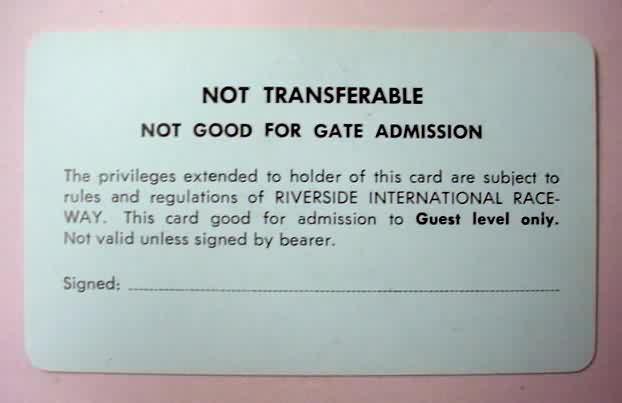 NOT TRANSFERABLE
NOT GOOD FOR GATE ADMISSION
The privileges extended to holder of this card are subject to
rules and regulations of RIVERSIDE INTERNATIONAL RACE-
WAY. This card good for admission to Guest level only.
Not valid unless signed by bearer.
Signed: